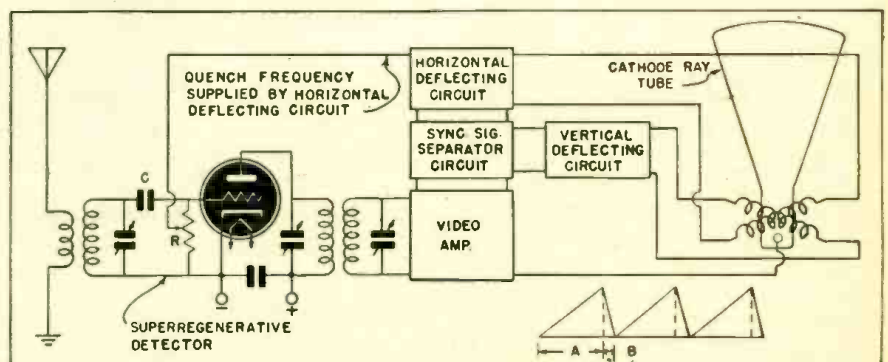 QUENCH FREQUENCY
SUPPLIED BY HORIZONTAL
DEFLECTING CIRCUIT
HORIZONTAL
DEFLECTING
CIRCUIT
CATHODE RAY
TUBE
SYNC SIG.
SEPARATOR
CIRCUIT
VERTICAL
DEFLECTING
CIRCUIT
C
R
VIDEO
AMP.
- +
SUPERREGENERATIVE
DETECTOR
A B